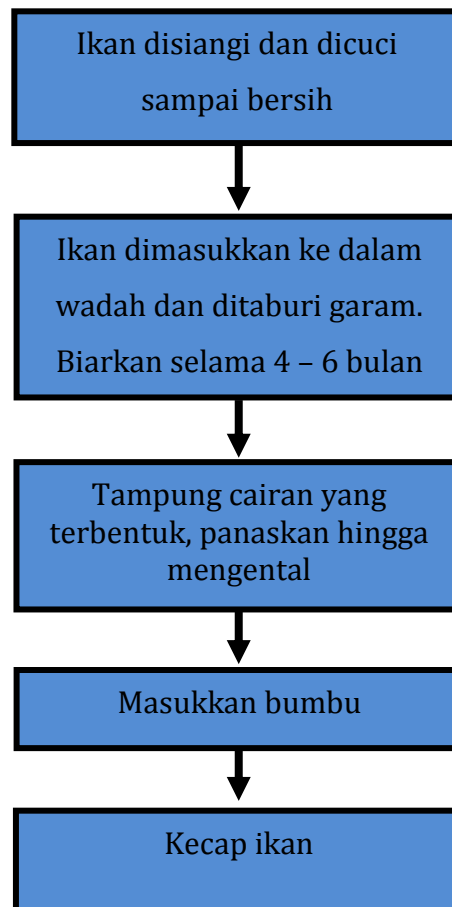 Ikan disiangi dan dicuci
sampai bersih
Ikan dimasukkan ke dalam
wadah dan ditaburi garam.
Biarkan selama 4 – 6 bulan
Tampung cairan yang
terbentuk, panaskan hingga
mengental
Masukkan bumbu
Kecap ikan